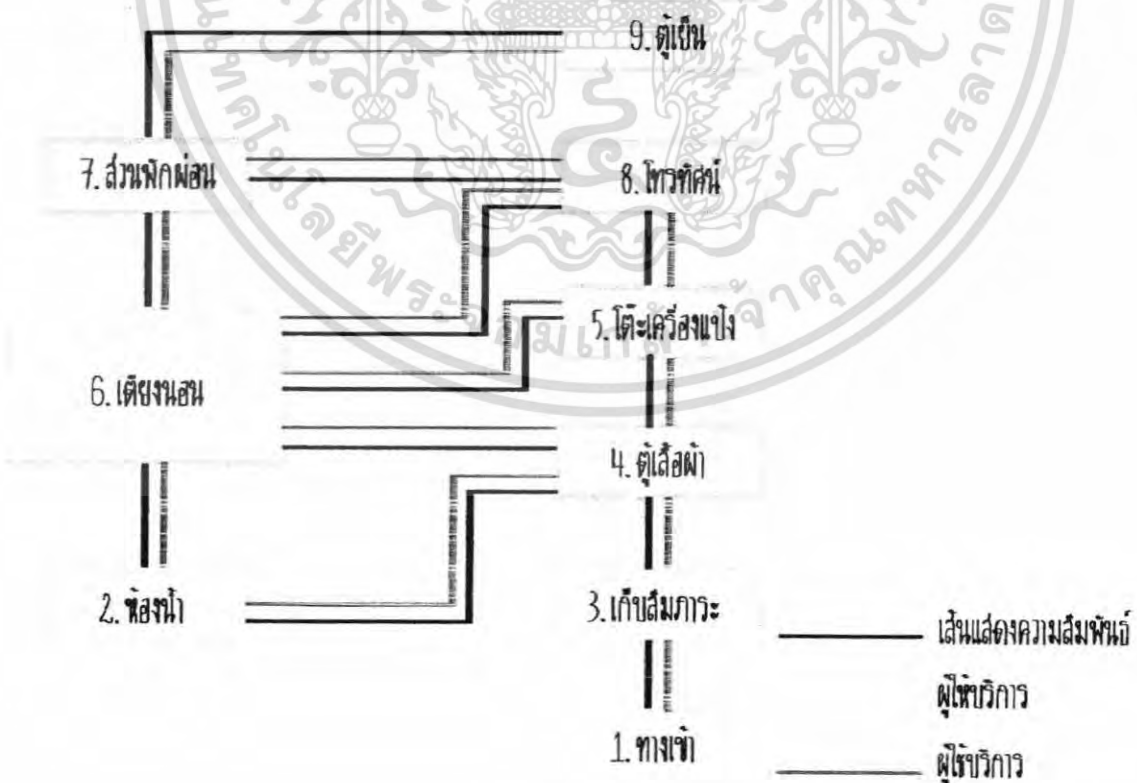 9. ตู้เย็น
7. ส่วนพักผ่อน
8. โทรทัศน์
5. โต๊ะเครื่องแป้ง
6. เตียงนอน
4. ตู้เสื้อผ้า
2. ห้องน้ำ
3. เก็บสัมภาระ
เส้นแสดงความสัมพันธ์
ผู้ให้บริการ
1. ทางเข้า
ผู้ใช้บริการ